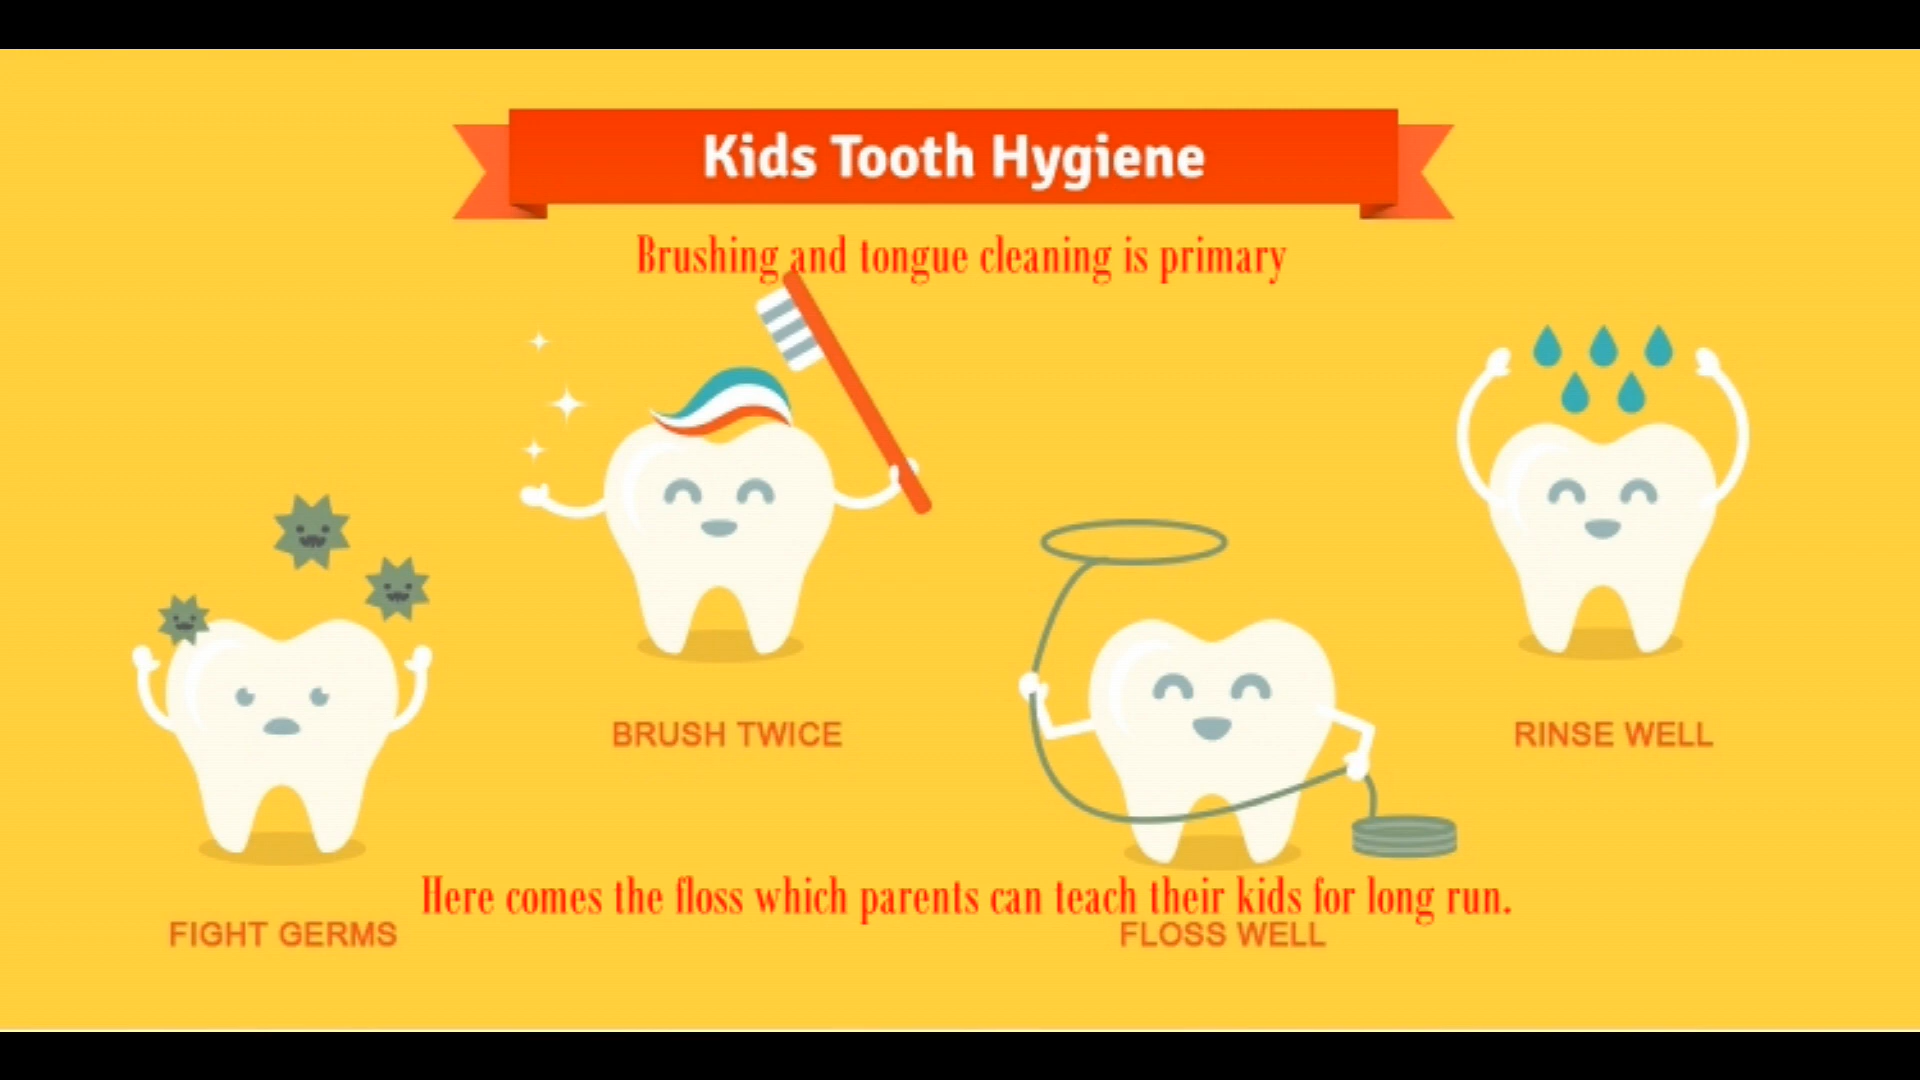 Kids Tooth Hygiene
Brushing and tongue cleaning is primary
BRUSH TWICE
RINSE WELL
Here comes the floss which parents can teach their kids for long run.
FIGHT GERMS
FLOSS WELL